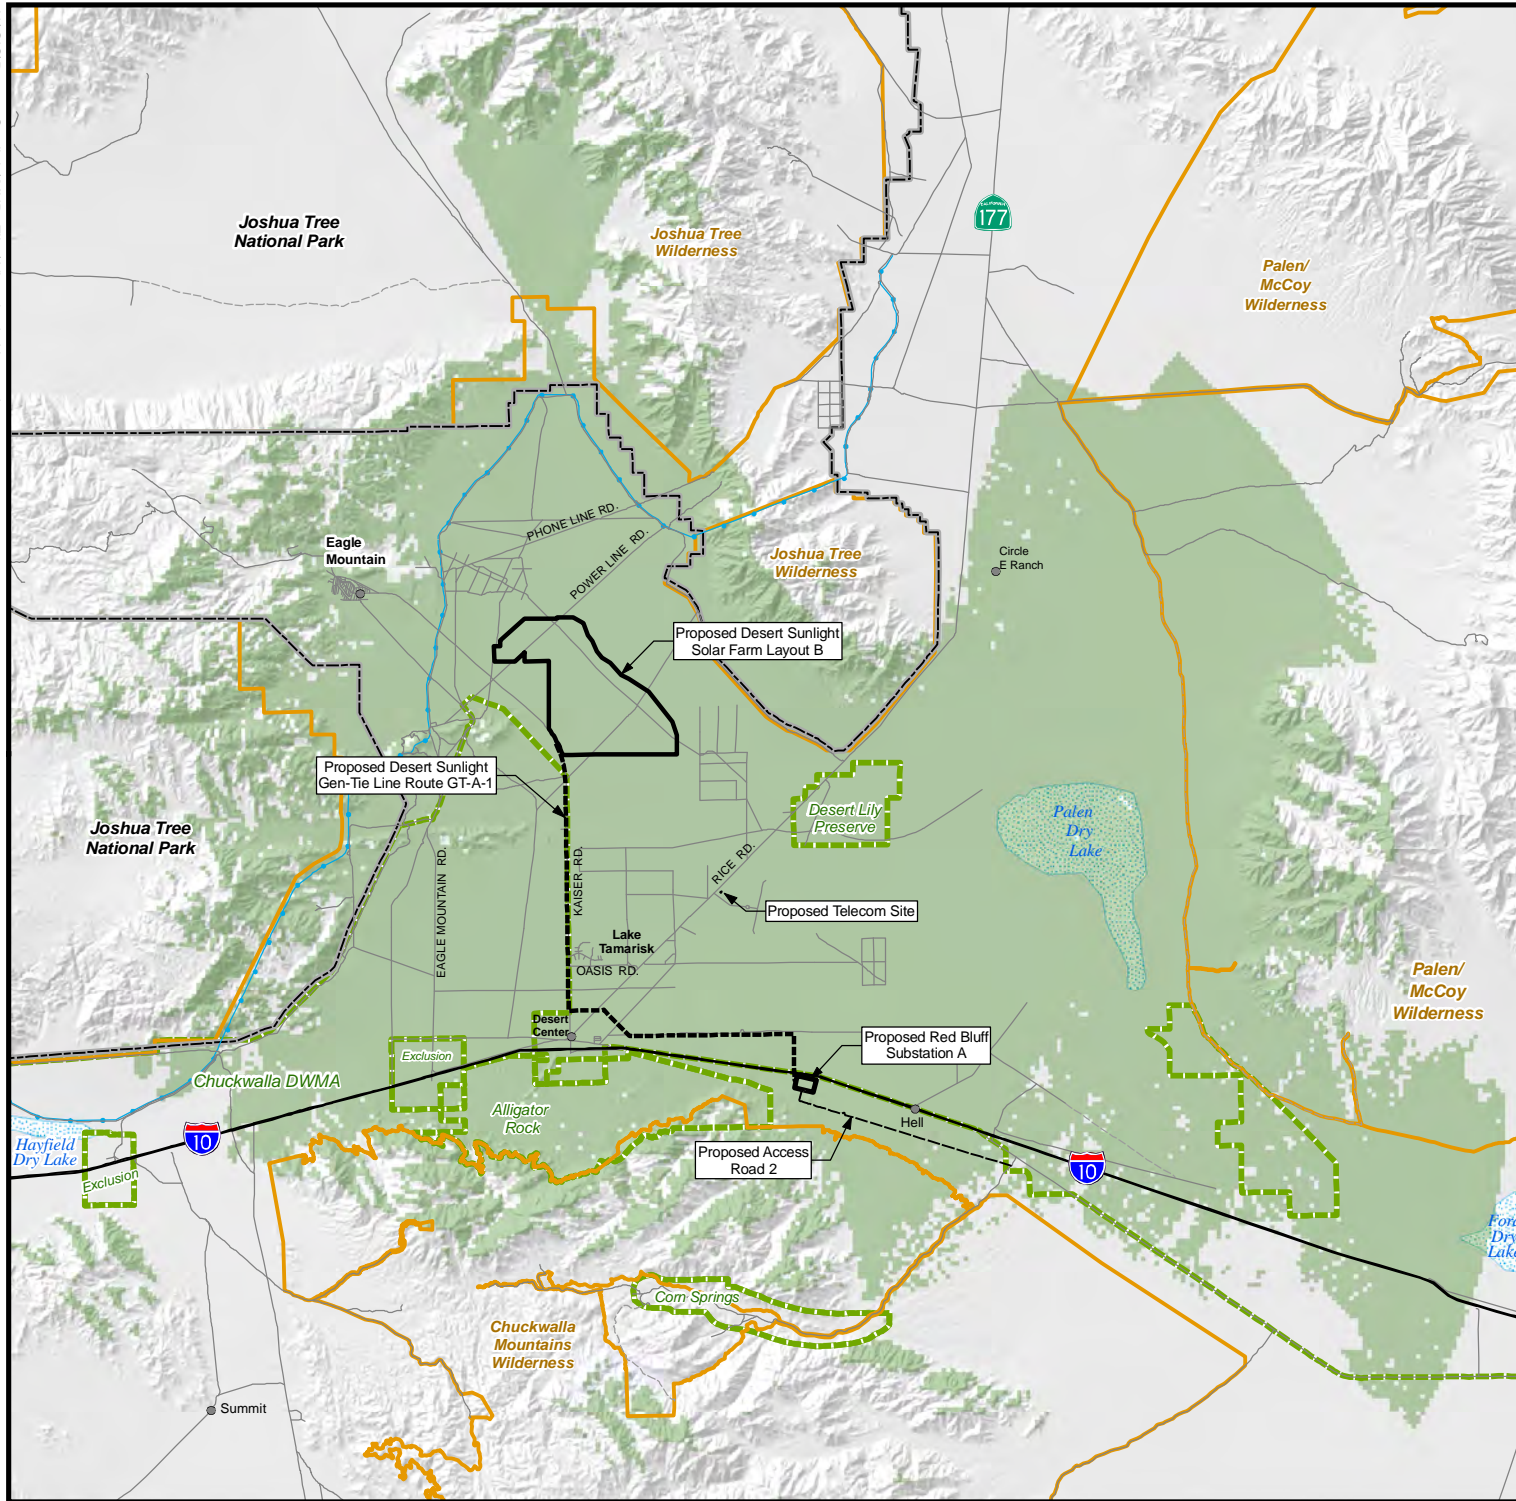 CALIFORNIA
177
Joshua Tree
National Park
Joshua Tree
Wilderness
Palen/
McCoy
Wilderness
PHONE LINE RD.
Eagle
Mountain
POWER LINE RD.
Joshua Tree
Wilderness
Circle
E Ranch
Proposed Desert Sunlight
Solar Farm Layout B
Proposed Desert Sunlight
Gen-Tie Line Route GT-A-1
Desert Lily
Preserve
Palen
Dry
Lake
Joshua Tree
National Park
EAGLE MOUNTAIN RD.
KAISER RD.
RICE RD.
Proposed Telecom Site
Lake
Tamarisk
OASIS RD.
Palen/
McCoy
Wilderness
Desert
Center
Exclusion
Proposed Red Bluff
Substation A
Chuckwalla DWMA
Alligator
Rock
Hell
Hayfield
Dry Lake
10
Exclusion
Proposed Access
Road 2
10
Ford
Dry
Lake
Corn Springs
Chuckwalla
Mountains
Wilderness
Summit